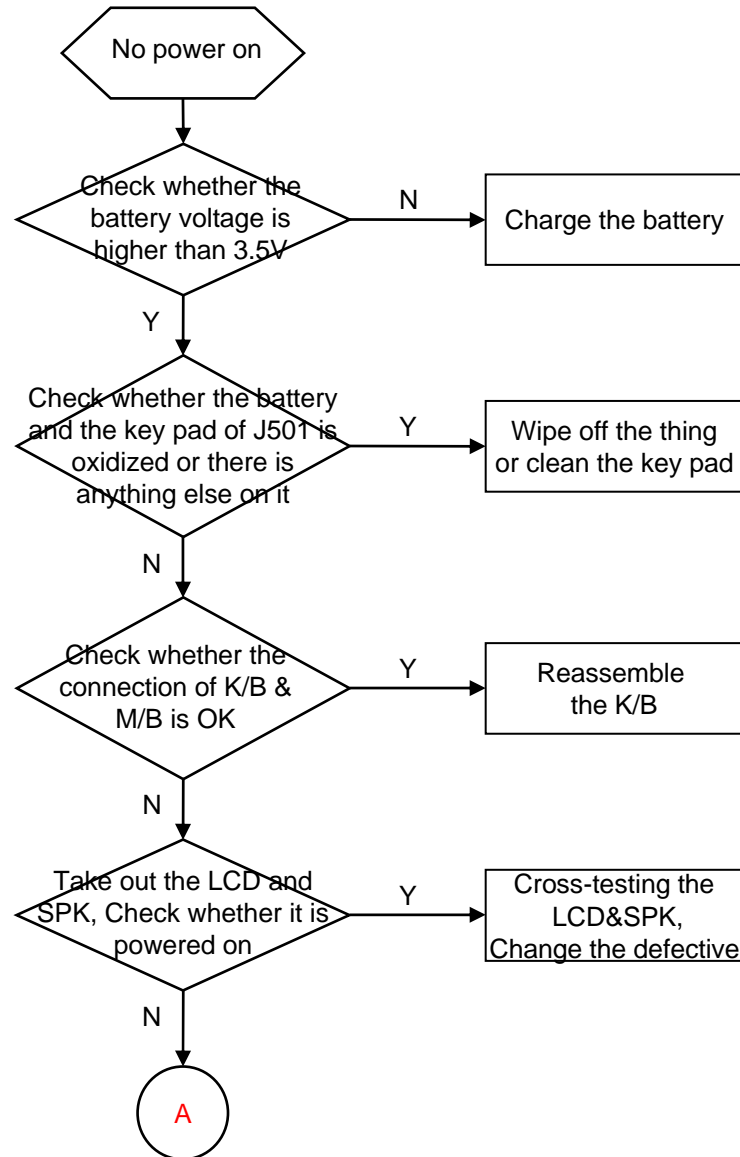 No power on
Check whether the
battery voltage is
higher than 3.5V
N
Charge the battery
Y
Check whether the battery
and the key pad of J501 is
oxidized or there is
anything else on it
Y
Wipe off the thing
or clean the key pad
N
Check whether the
connection of K/B &
M/B is OK
Y
Reassemble
the K/B
N
Take out the LCD and
SPK, Check whether it is
powered on
Y
Cross-testing the
LCD&SPK,
Change the defective
N
A